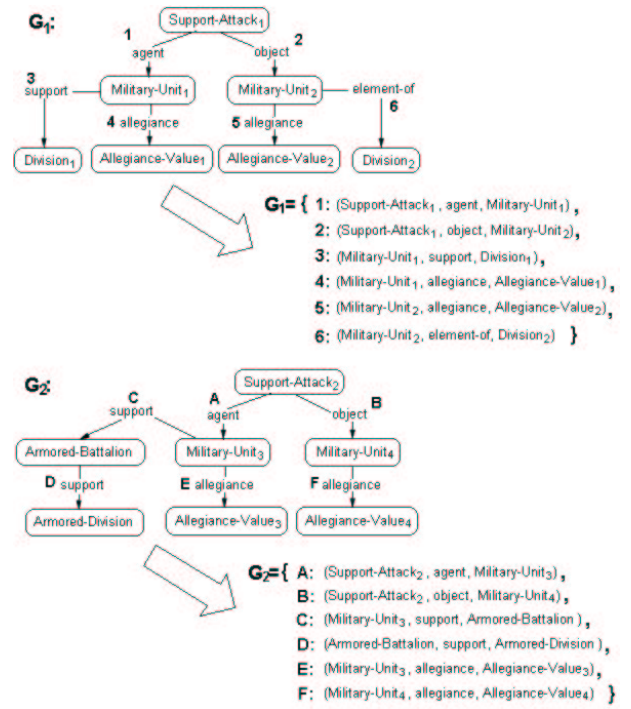 G1:
Support-Attack1
1 agent
2 object
3 support
Military-Unit1
Military-Unit2
element-of 6
4 allegiance
5 allegiance
Division1
Allegiance-Value1
Allegiance-Value2
Division2
G1= { 1: (Support-Attack1 , agent, Military-Unit1) ,
2: (Support-Attack1 , object, Military-Unit2) ,
3: (Military-Unit1 , support, Division1) ,
4: (Military-Unit1 , allegiance, Allegiance-Value1) ,
5: (Military-Unit2 , allegiance, Allegiance-Value2) ,
6: (Military-Unit2, element-of, Division2) }
G2:
Support-Attack2
C support
A agent
B object
Armored-Battalion
Military-Unit3
Military-Unit4
D support
E allegiance
F allegiance
Armored-Division
Allegiance-Value3
Allegiance-Value4
G2= { A: (Support-Attack2 , agent, Military-Unit3) ,
B: (Support-Attack2 , object, Military-Unit4) ,
C: (Military-Unit3 , support, Armored-Battalion ) ,
D: (Armored-Battalion, support, Armored-Division ) ,
E: (Military-Unit3 , allegiance, Allegiance-Value3) ,
F: (Military-Unit4 , allegiance, Allegiance-Value4) }